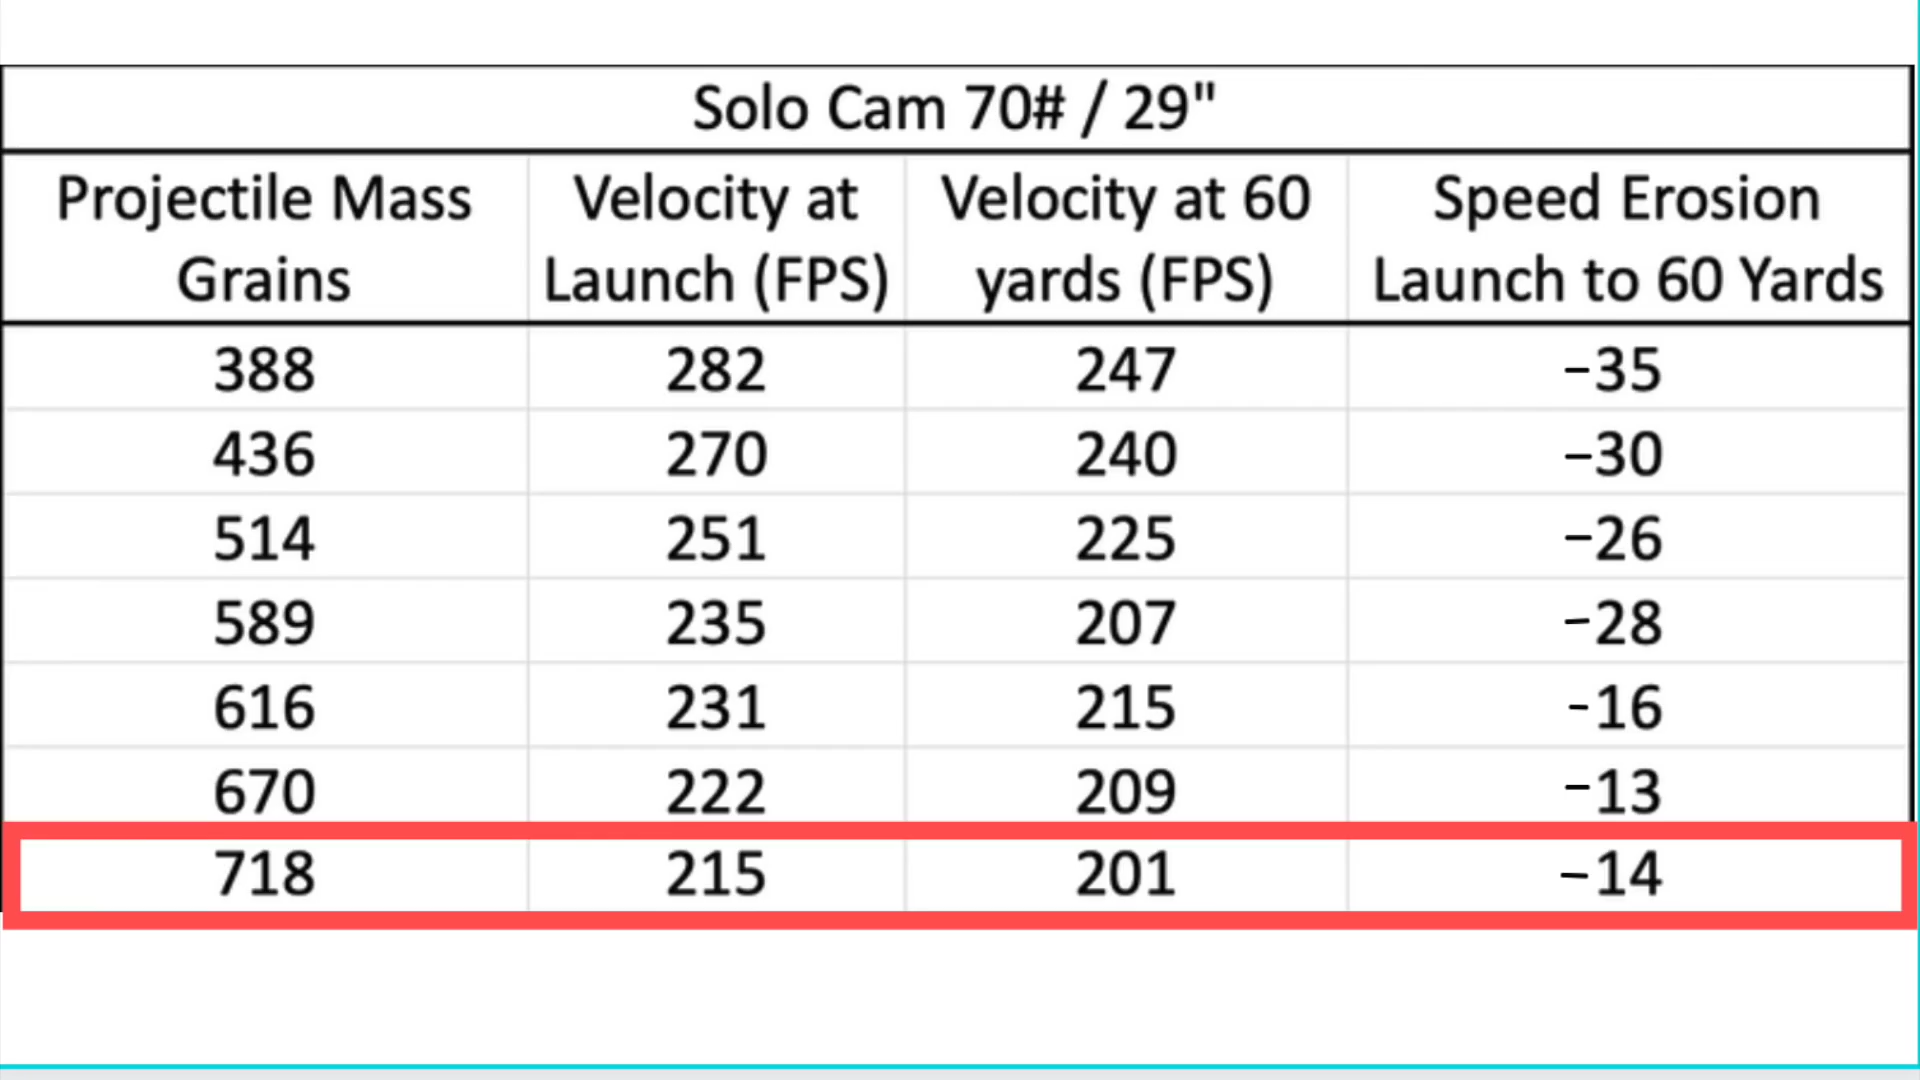 Solo Cam 70# / 29"
Projectile Mass Grains Velocity at Launch (FPS) Velocity at 60 yards (FPS) Speed Erosion Launch to 60 Yards
388 282 247 −35
436 270 240 −30
514 251 225 −26
589 235 207 −28
616 231 215 −16
670 222 209 −13
718 215 201 −14